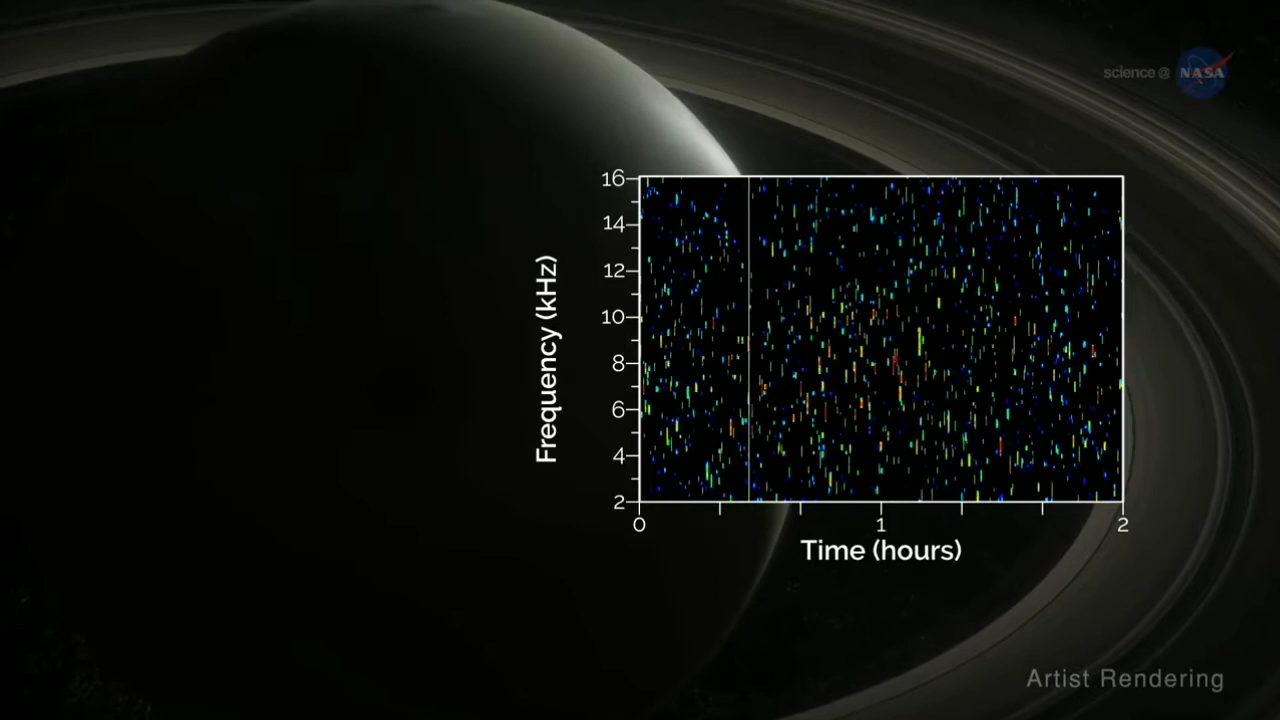 science @ NASA
16
14
12
10
8
6
4
2
Frequency (kHz)
0 1 2
Time (hours)
Artist Rendering